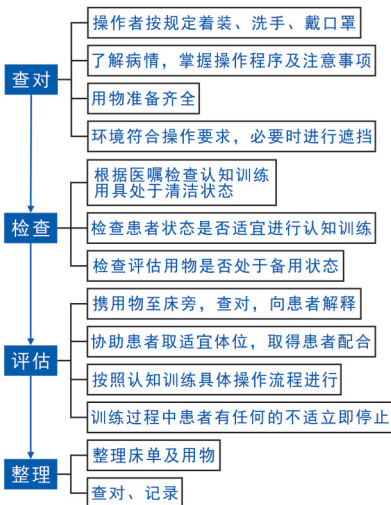 查对
操作者按规定着装、洗手、戴口罩
了解病情，掌握操作程序及注意事项
用物准备齐全
环境符合操作要求，必要时进行遮挡
检查
根据医嘱检查认知训练
用具处于清洁状态
检查患者状态是否适宜进行认知训练
检查评估用物是否处于备用状态
评估
携用物至床旁，查对，向患者解释
协助患者取适宜体位，取得患者配合
按照认知训练具体操作流程进行
训练过程中患者有任何的不适立即停止
整理
整理床单及用物
查对、记录